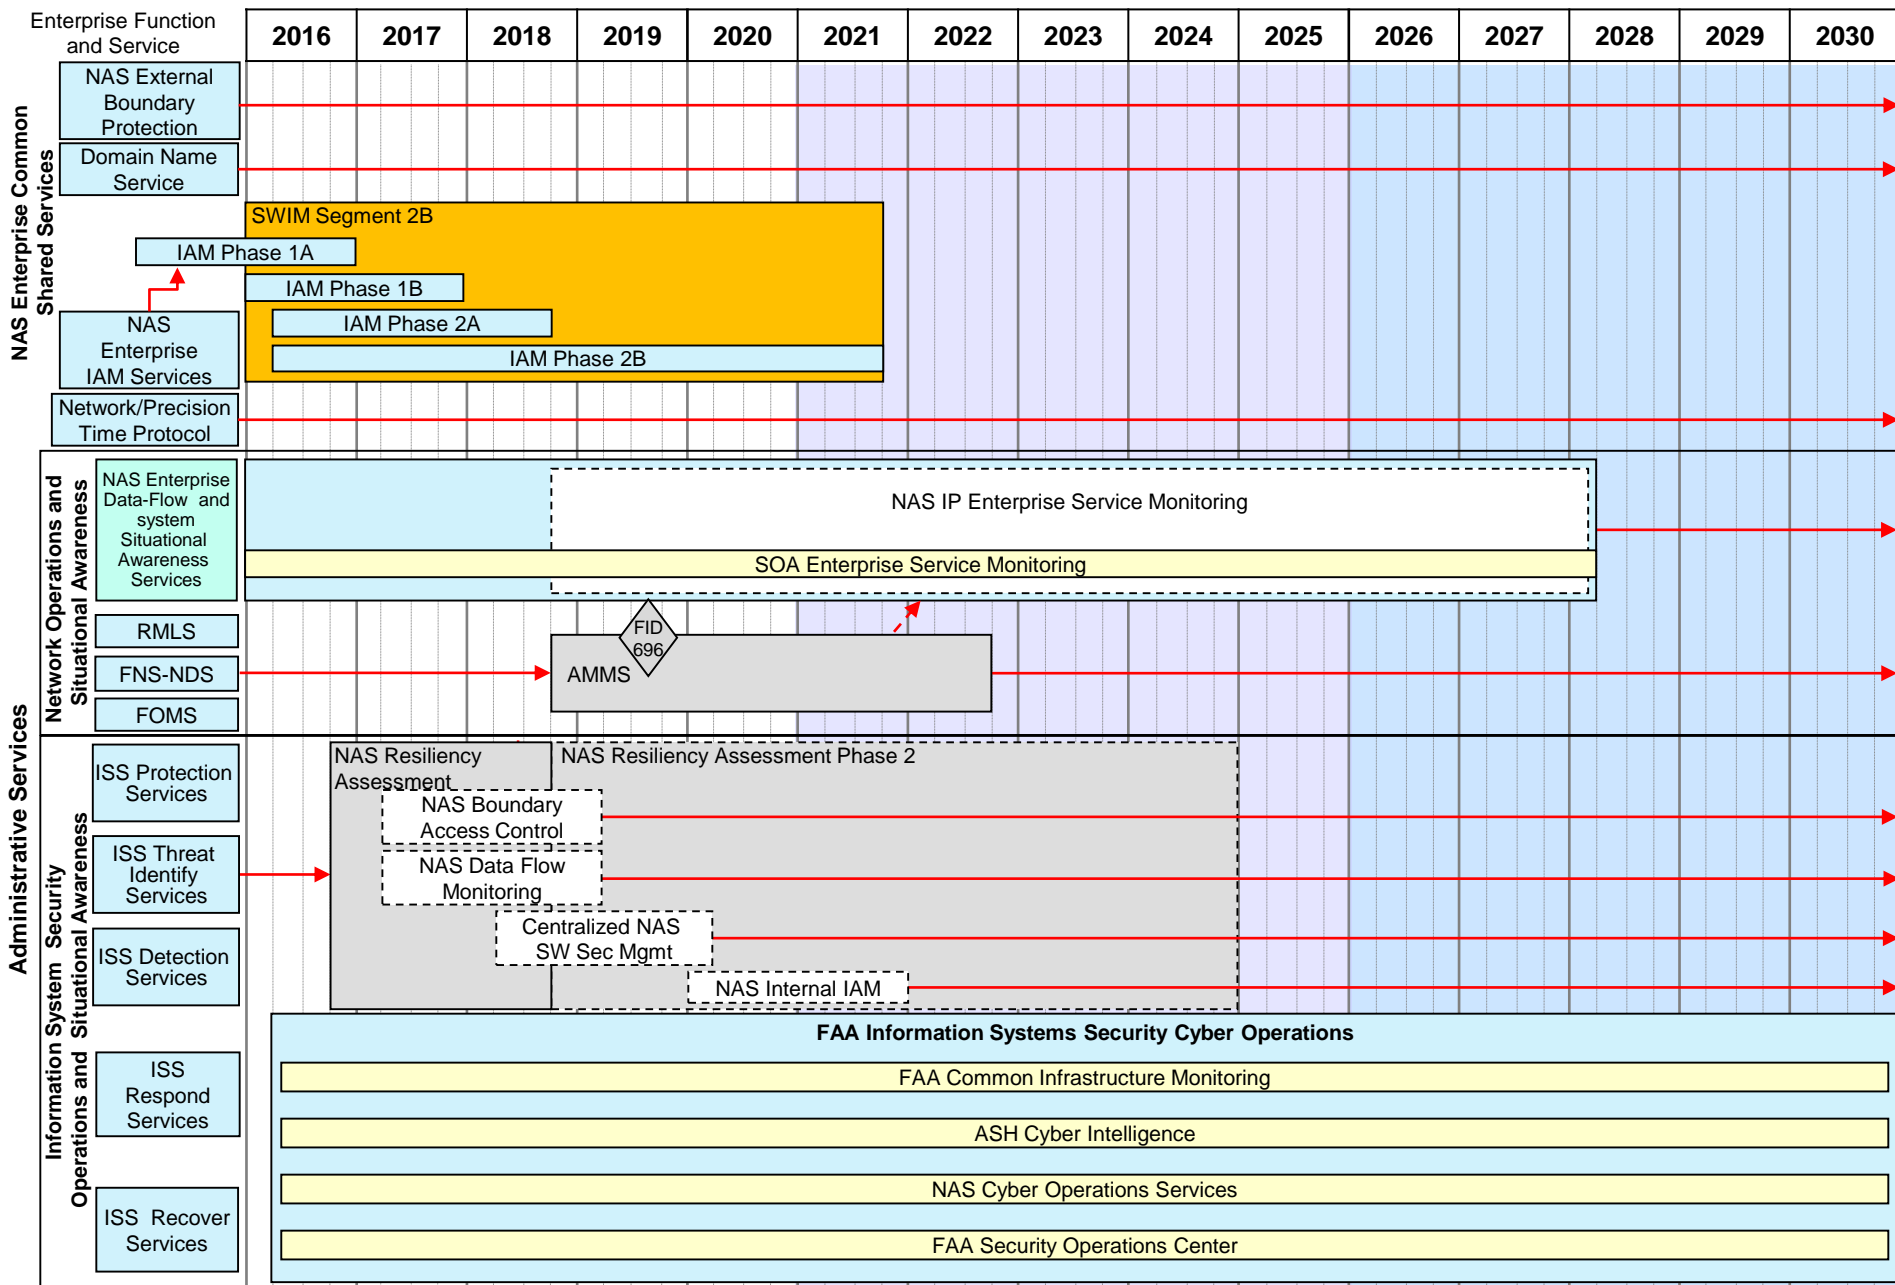 Enterprise Function
and Service
2016 2017 2018 2019 2020 2021 2022 2023 2024 2025 2026 2027 2028 2029 2030
NAS Enterprise Common
Shared Services
NAS External
Boundary
Protection
Domain Name
Service
SWIM Segment 2B
IAM Phase 1A
IAM Phase 1B
IAM Phase 2A
IAM Phase 2B
NAS
Enterprise
IAM Services
Network/Precision
Time Protocol
Administrative Services
Network Operations and
Situational Awareness
NAS Enterprise
Data-Flow and
system
Situational
Awareness
Services
NAS IP Enterprise Service Monitoring
SOA Enterprise Service Monitoring
RMLS
FNS-NDS
FOMS
FID
696
AMMS
Information System Security
Operations and Situational Awareness
ISS Protection
Services
ISS Threat
Identify
Services
ISS Detection
Services
ISS
Respond
Services
ISS Recover
Services
NAS Resiliency
Assessment
NAS Resiliency Assessment Phase 2
NAS Boundary
Access Control
NAS Data Flow
Monitoring
Centralized NAS
SW Sec Mgmt
NAS Internal IAM
FAA Information Systems Security Cyber Operations
FAA Common Infrastructure Monitoring
ASH Cyber Intelligence
NAS Cyber Operations Services
FAA Security Operations Center